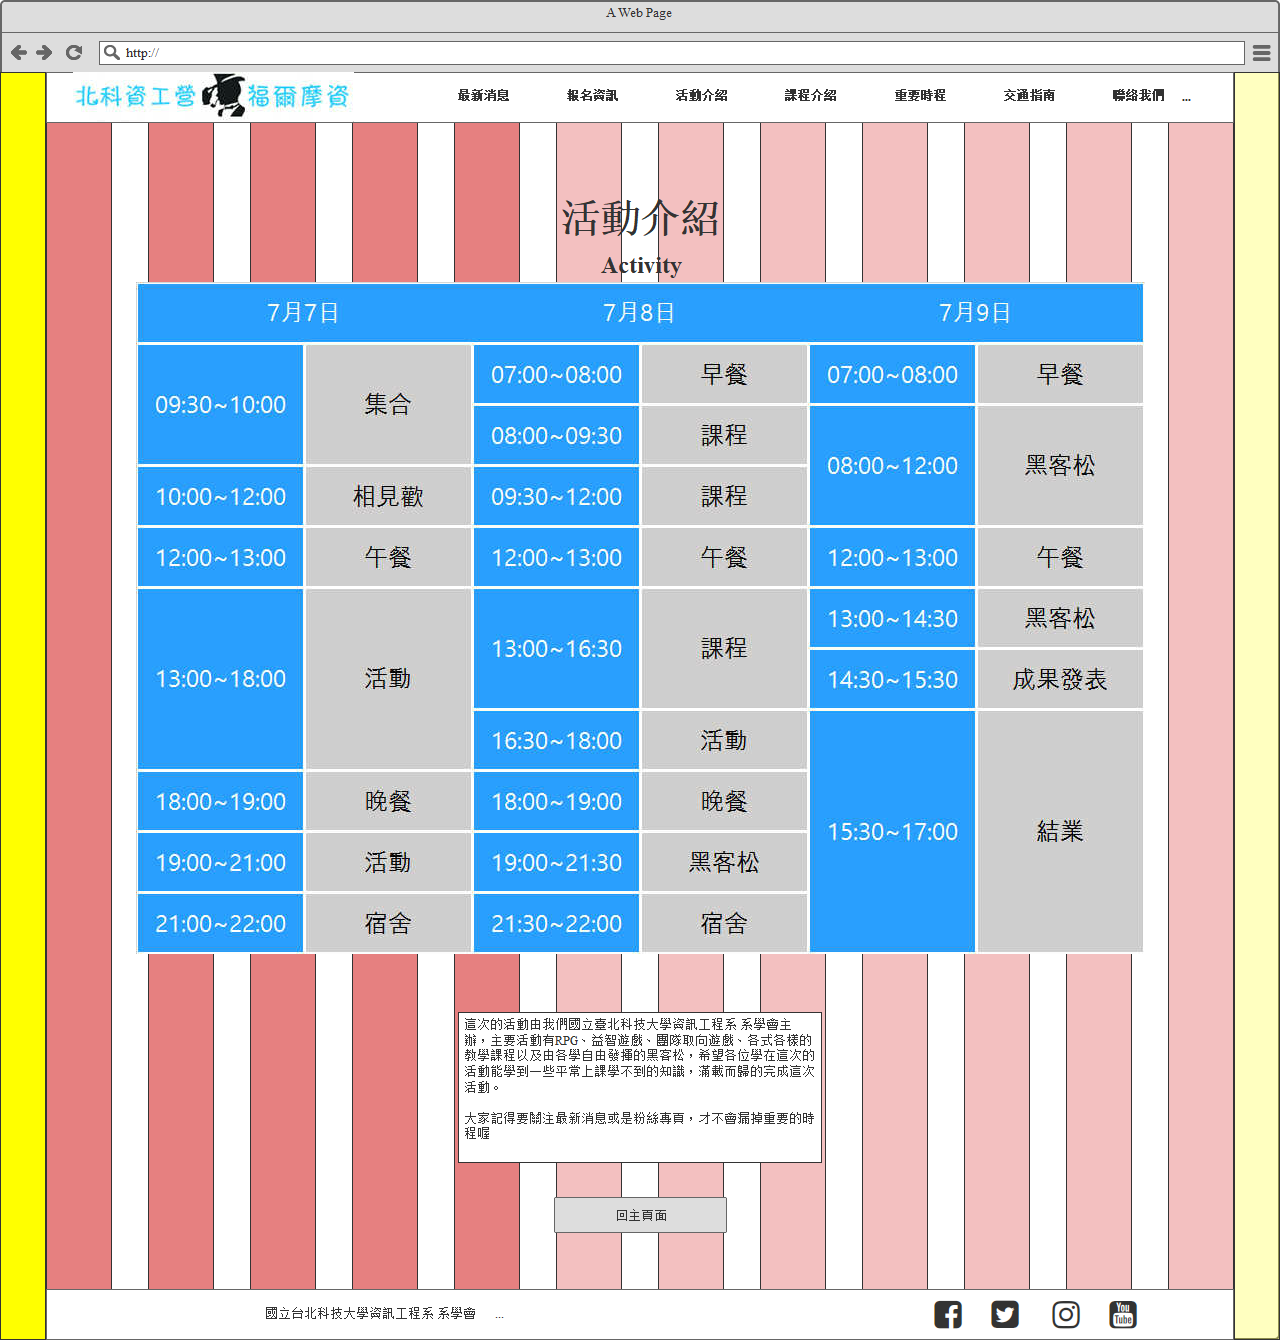 A Web Page
http://
北科資工營 福爾摩資
最新消息 報名資訊 活動介紹 課程介紹 重要時程 交通指南 聯絡我們 ...
活動介紹
Activity
7月7日 7月8日 7月9日
09:30~10:00 集合 07:00~08:00 早餐 07:00~08:00 早餐
08:00~09:30 課程 08:00~12:00 黑客松
10:00~12:00 相見歡 09:30~12:00 課程
12:00~13:00 午餐 12:00~13:00 午餐 12:00~13:00 午餐
13:00~18:00 活動 13:00~16:30 課程 13:00~14:30 黑客松
14:30~15:30 成果發表
16:30~18:00 活動 15:30~17:00 結業
18:00~19:00 晚餐 18:00~19:00 晚餐
19:00~21:00 活動 19:00~21:30 黑客松
21:00~22:00 宿舍 21:30~22:00 宿舍
這次的活動由我們國立臺北科技大學資訊工程系 系學會主
辦，主要活動有RPG、益智遊戲、團隊取向遊戲、各式各樣的
教學課程以及由各學自由發揮的黑客松，希望各位學在這次的
活動能學到一些平常上課學不到的知識，滿載而歸的完成這次
活動。
大家記得要關注最新消息或是粉絲專頁，才不會漏掉重要的時
程喔
回主頁面
國立台北科技大學資訊工程系 系學會 ...
You
Tube